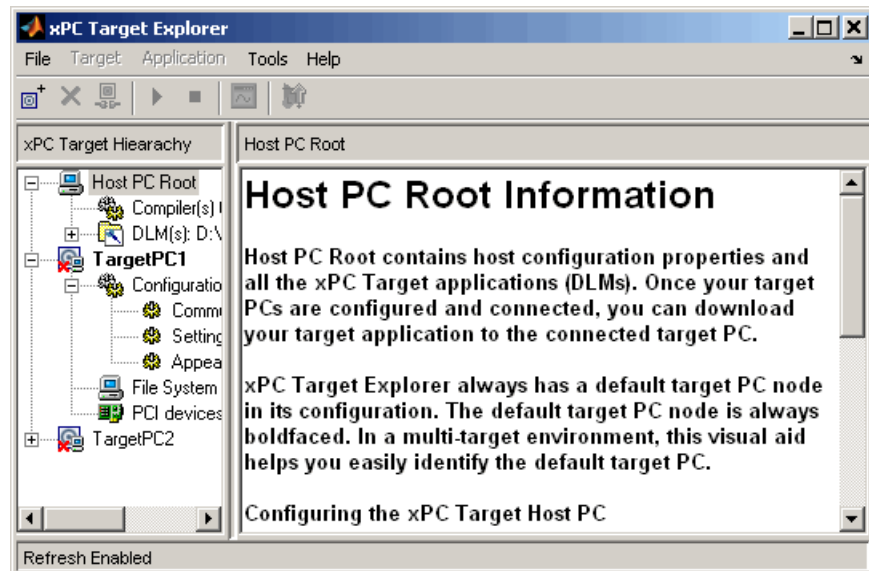 xPC Target Explorer
File Target Application Tools Help
xPC Target Hiearachy
Host PC Root
Host PC Root
Compiler(s)
DLM(s): D:\
TargetPC1
Configuratio
Comm
Setting
Appea
File System
PCI devices
TargetPC2
Host PC Root Information
Host PC Root contains host configuration properties and
all the xPC Target applications (DLMs). Once your target
PCs are configured and connected, you can download
your target application to the connected target PC.
xPC Target Explorer always has a default target PC node
in its configuration. The default target PC node is always
boldfaced. In a multi-target environment, this visual aid
helps you easily identify the default target PC.
Configuring the xPC Target Host PC
Refresh Enabled